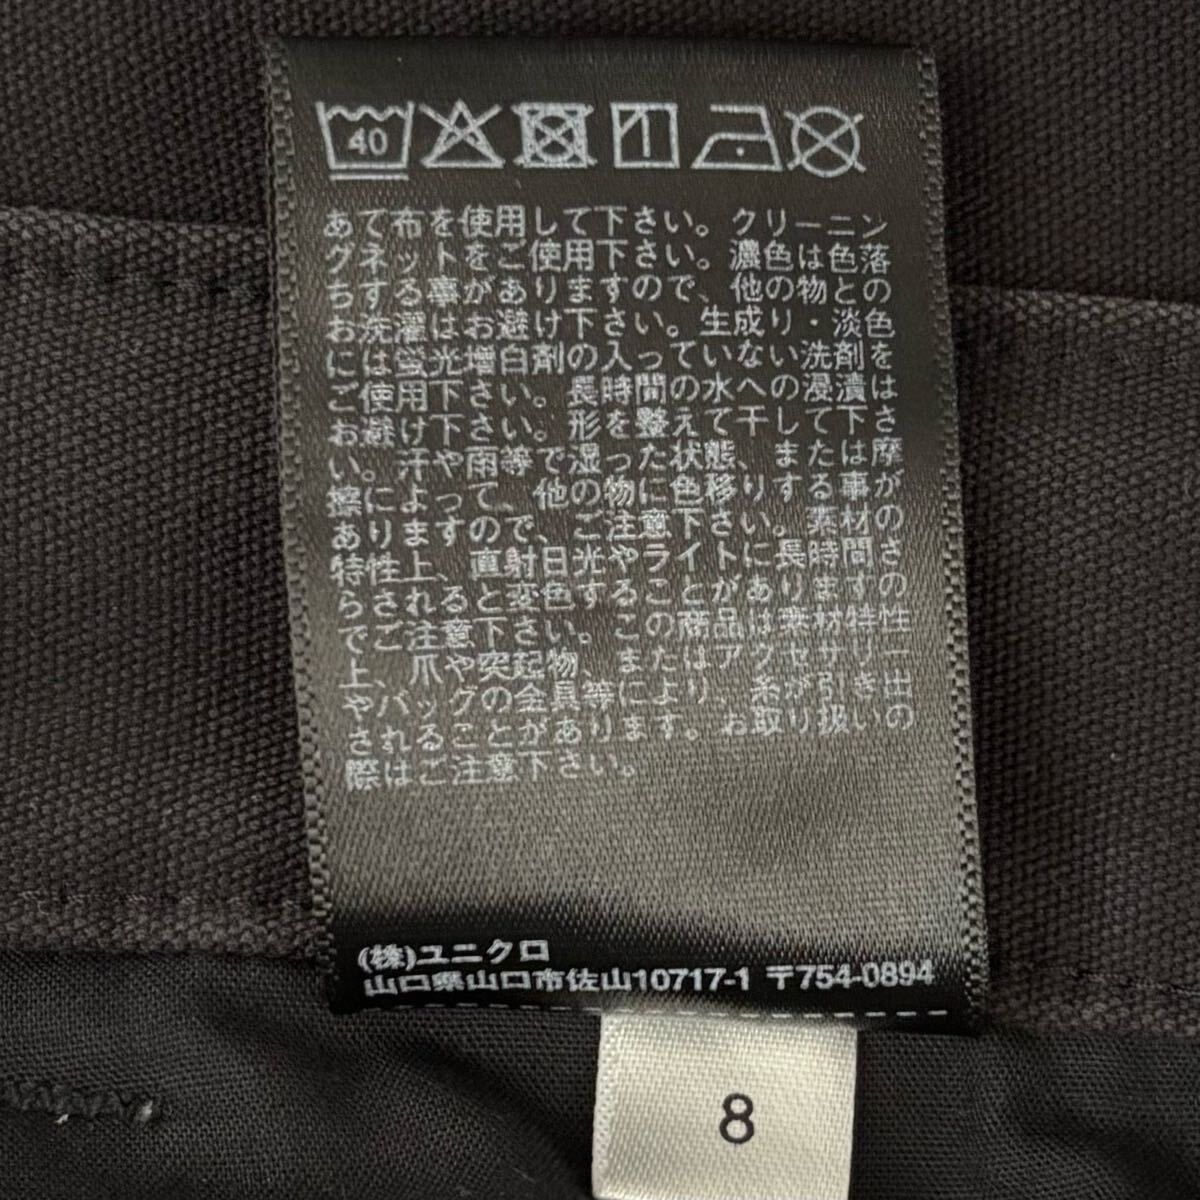 40
あて布を使用して下さい。クリーニン
グネットをご使用下さい。濃色は色落
ちする事がありますので、他の物との
お洗濯はお避け下さい。生成り・淡色
には蛍光増白剤の入っていない洗剤を
ご使用下さい。長時間の水への浸漬は
お避け下さい。形を整えて干して下さ
い。汗や雨等で湿った状態、または摩
擦によって、他の物に色移りする事が
ありますので、ご注意下さい。素材の
特性上、直射日光やライトに長時間さ
らされると変色することがありますの
でご注意下さい。この商品は素材特性
上、爪や突起物、またはアクセサリー
やバッグの金具等により、糸が引き出
されることがあります。お取り扱いの
際はご注意下さい。
(株)ユニクロ
山口県山口市佐山10717-1 〒754-0894
8